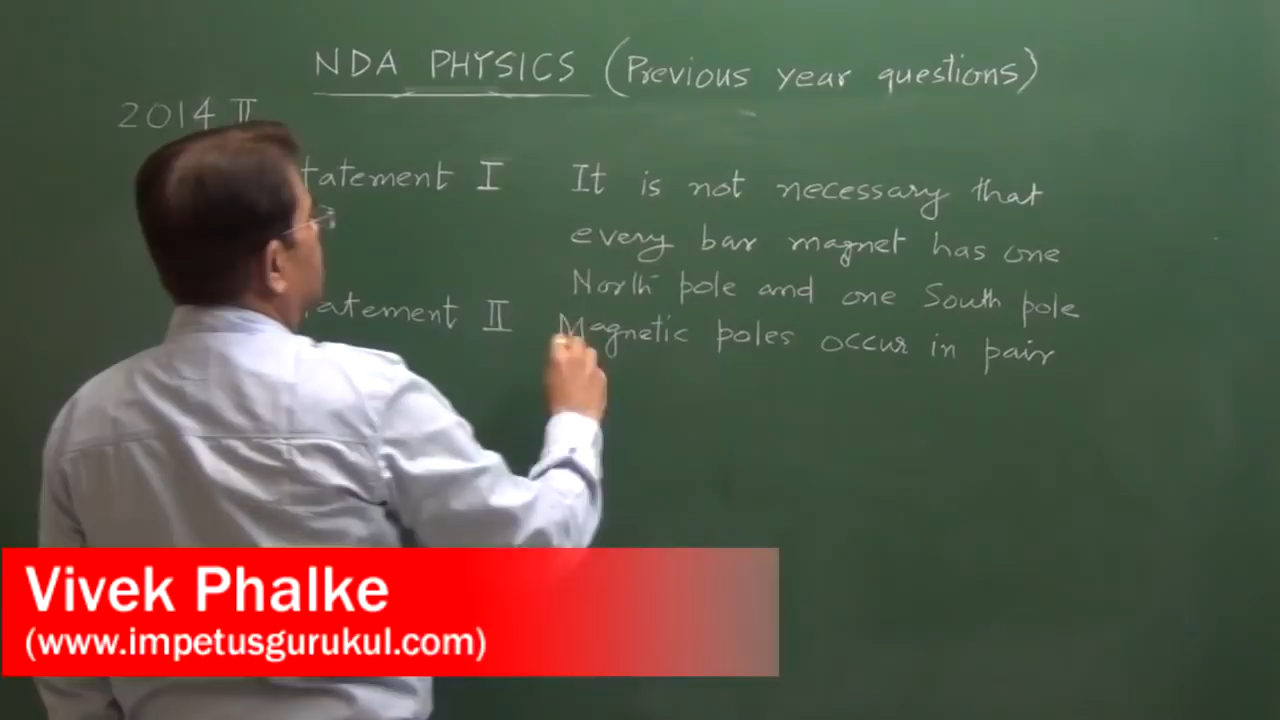 NDA PHYSICS (Previous year questions)
2014 II
tatement I It is not necessary that
every bar magnet has one
North pole and one South pole
atement II Magnetic poles occur in pair
Vivek Phalke
(www.impetusgurukul.com)